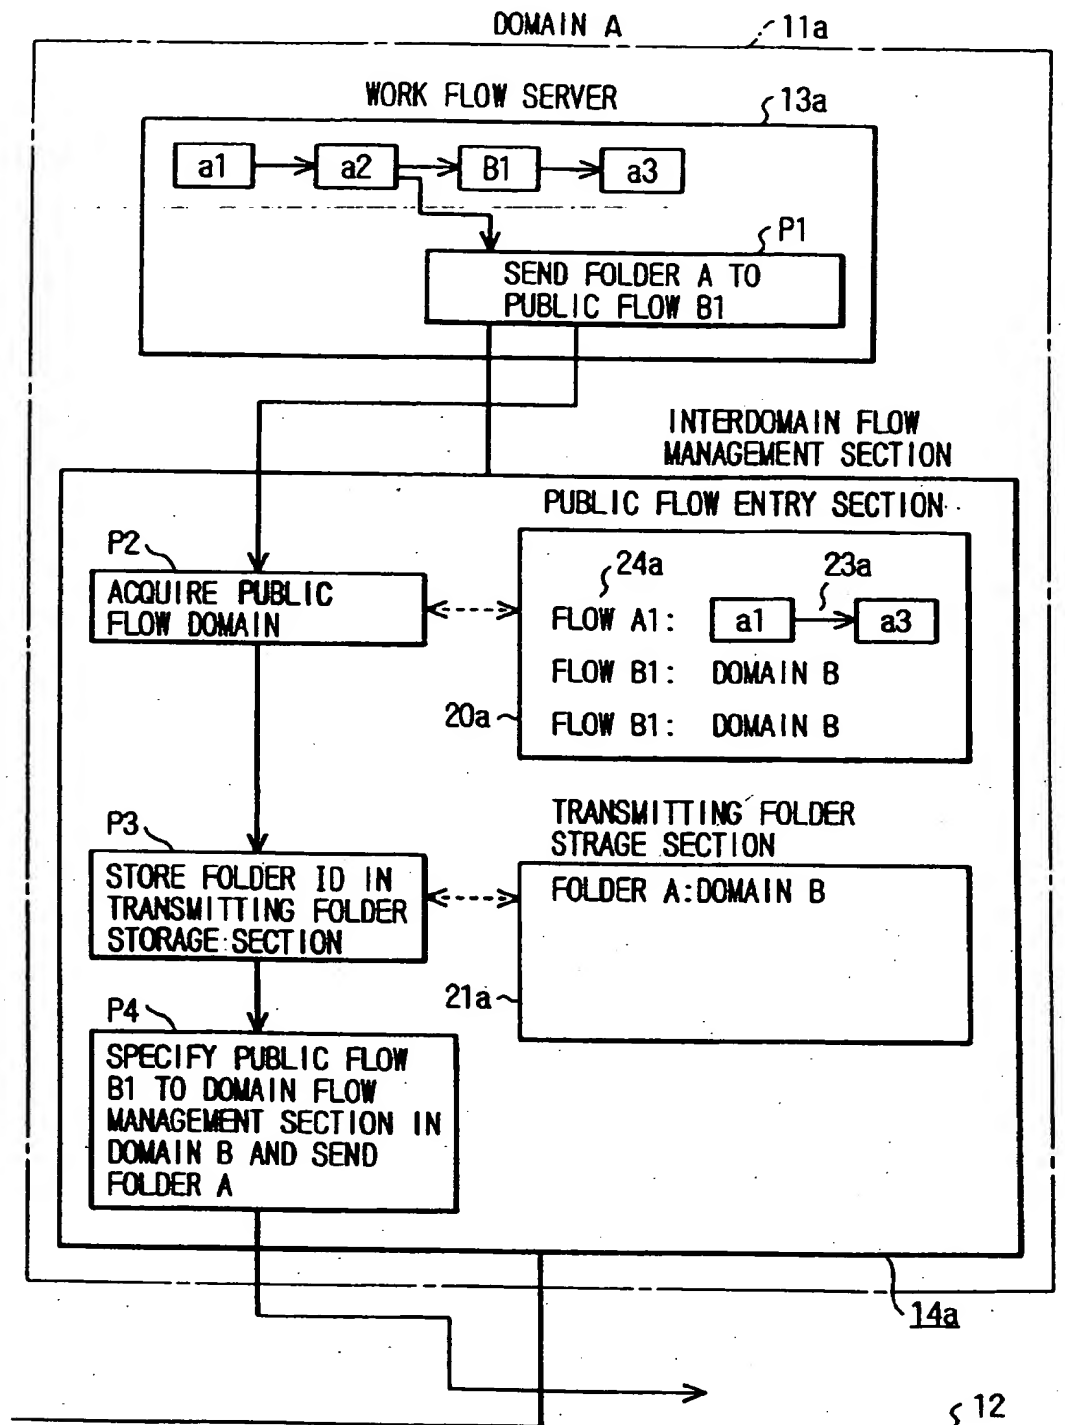 DOMAIN A
11a
WORK FLOW SERVER
13a
a1
a2
B1
a3
P1
SEND FOLDER A TO
PUBLIC FLOW B1
INTERDOMAIN FLOW
MANAGEMENT SECTION
PUBLIC FLOW ENTRY SECTION
P2
ACQUIRE PUBLIC
FLOW DOMAIN
24a
23a
FLOW A1:
a1
a3
FLOW B1: DOMAIN B
20a
FLOW B1: DOMAIN B
P3
STORE FOLDER ID IN
TRANSMITTING FOLDER
STORAGE SECTION
TRANSMITTING FOLDER
STRAGE SECTION
FOLDER A:DOMAIN B
21a
P4
SPECIFY PUBLIC FLOW
B1 TO DOMAIN FLOW
MANAGEMENT SECTION IN
DOMAIN B AND SEND
FOLDER A
14a
12